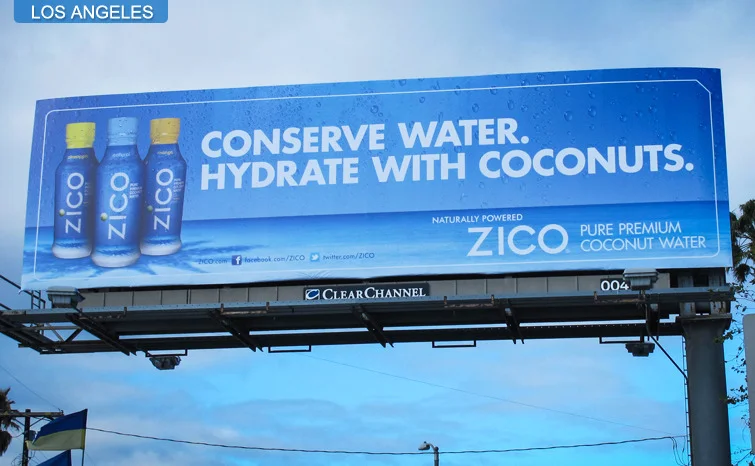 LOS ANGELES
CONSERVE WATER.
HYDRATE WITH COCONUTS.
ZICO
ZICO
ZICO
NATURALLY POWERED
ZICO
PURE PREMIUM
COCONUT WATER
ZICO.com facebook.com/ZICO twitter.com/ZICO
CLEARCHANNEL
004